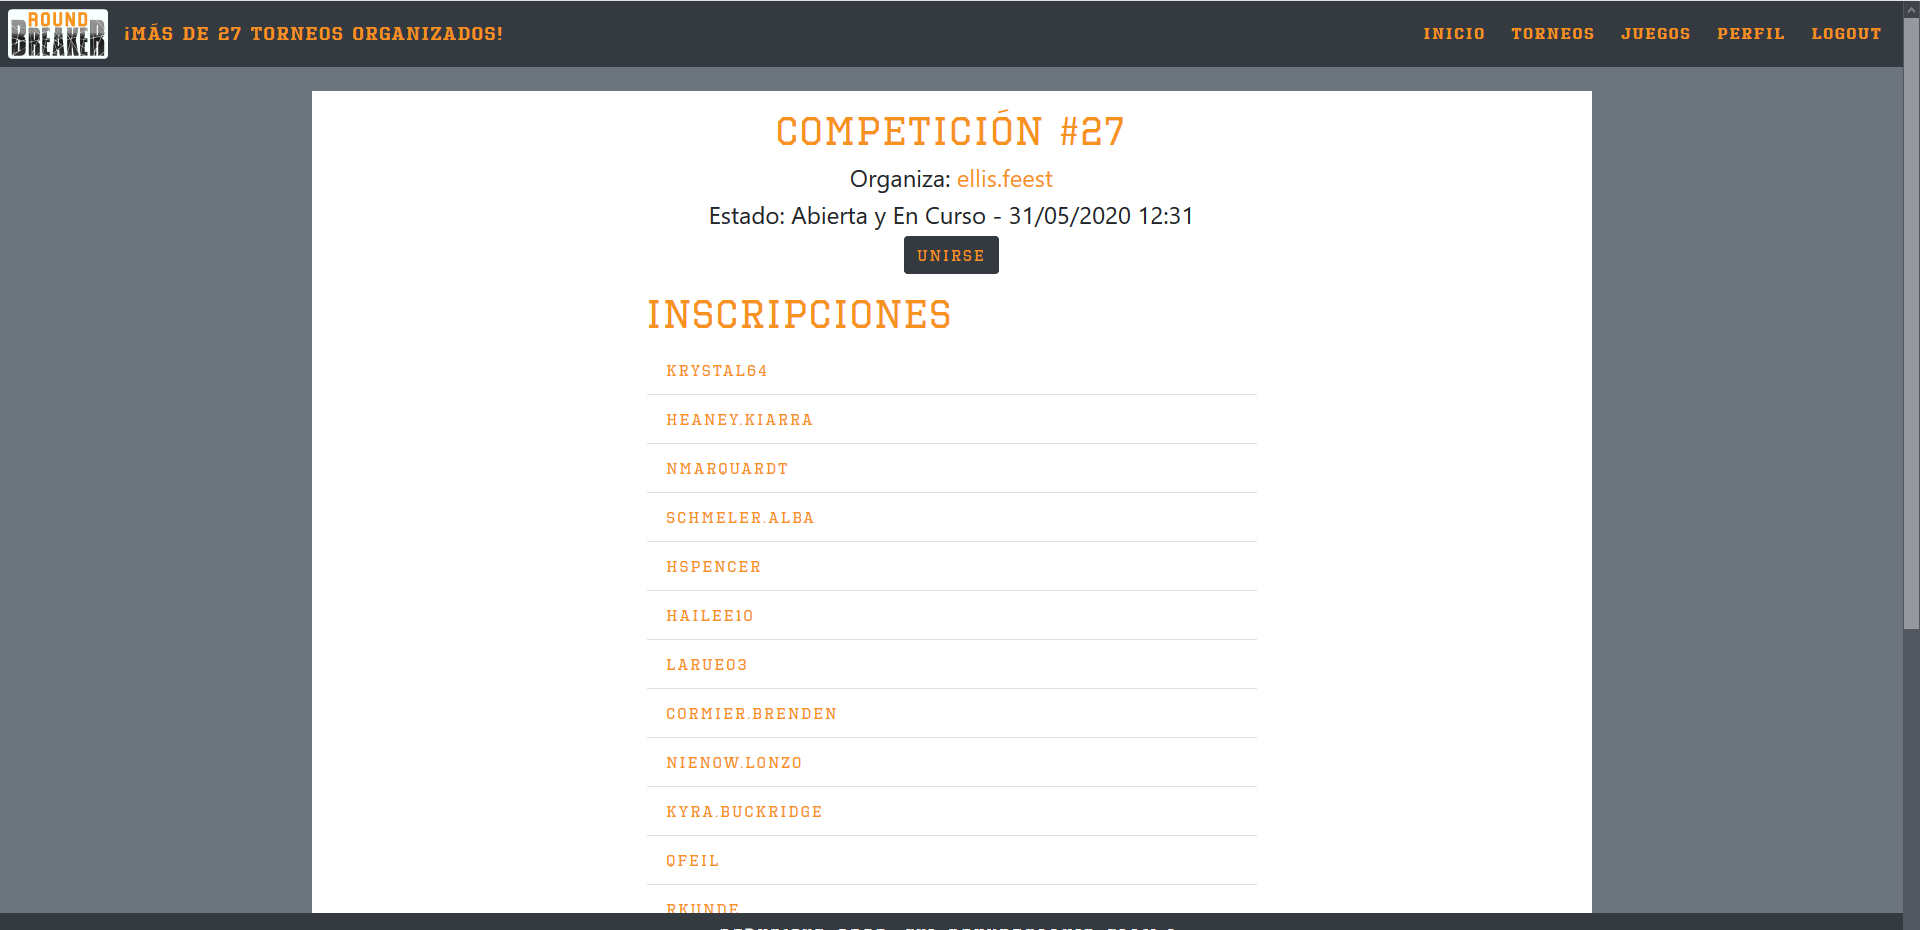 ROUND
BREAKER
¡MÁS DE 27 TORNEOS ORGANIZADOS!
INICIO TORNEOS JUEGOS PERFIL LOGOUT
COMPETICIÓN #27
Organiza: ellis.feest
Estado: Abierta y En Curso - 31/05/2020 12:31
UNIRSE
INSCRIPCIONES
KRYSTAL64
HEANEY.KIARRA
NMARQUARDT
SCHMELER.ALBA
HSPENCER
HAILEE10
LARUE03
CORMIER.BRENDEN
NIENOW.LONZO
KYRA.BUCKRIDGE
QFEIL
RKUNDE